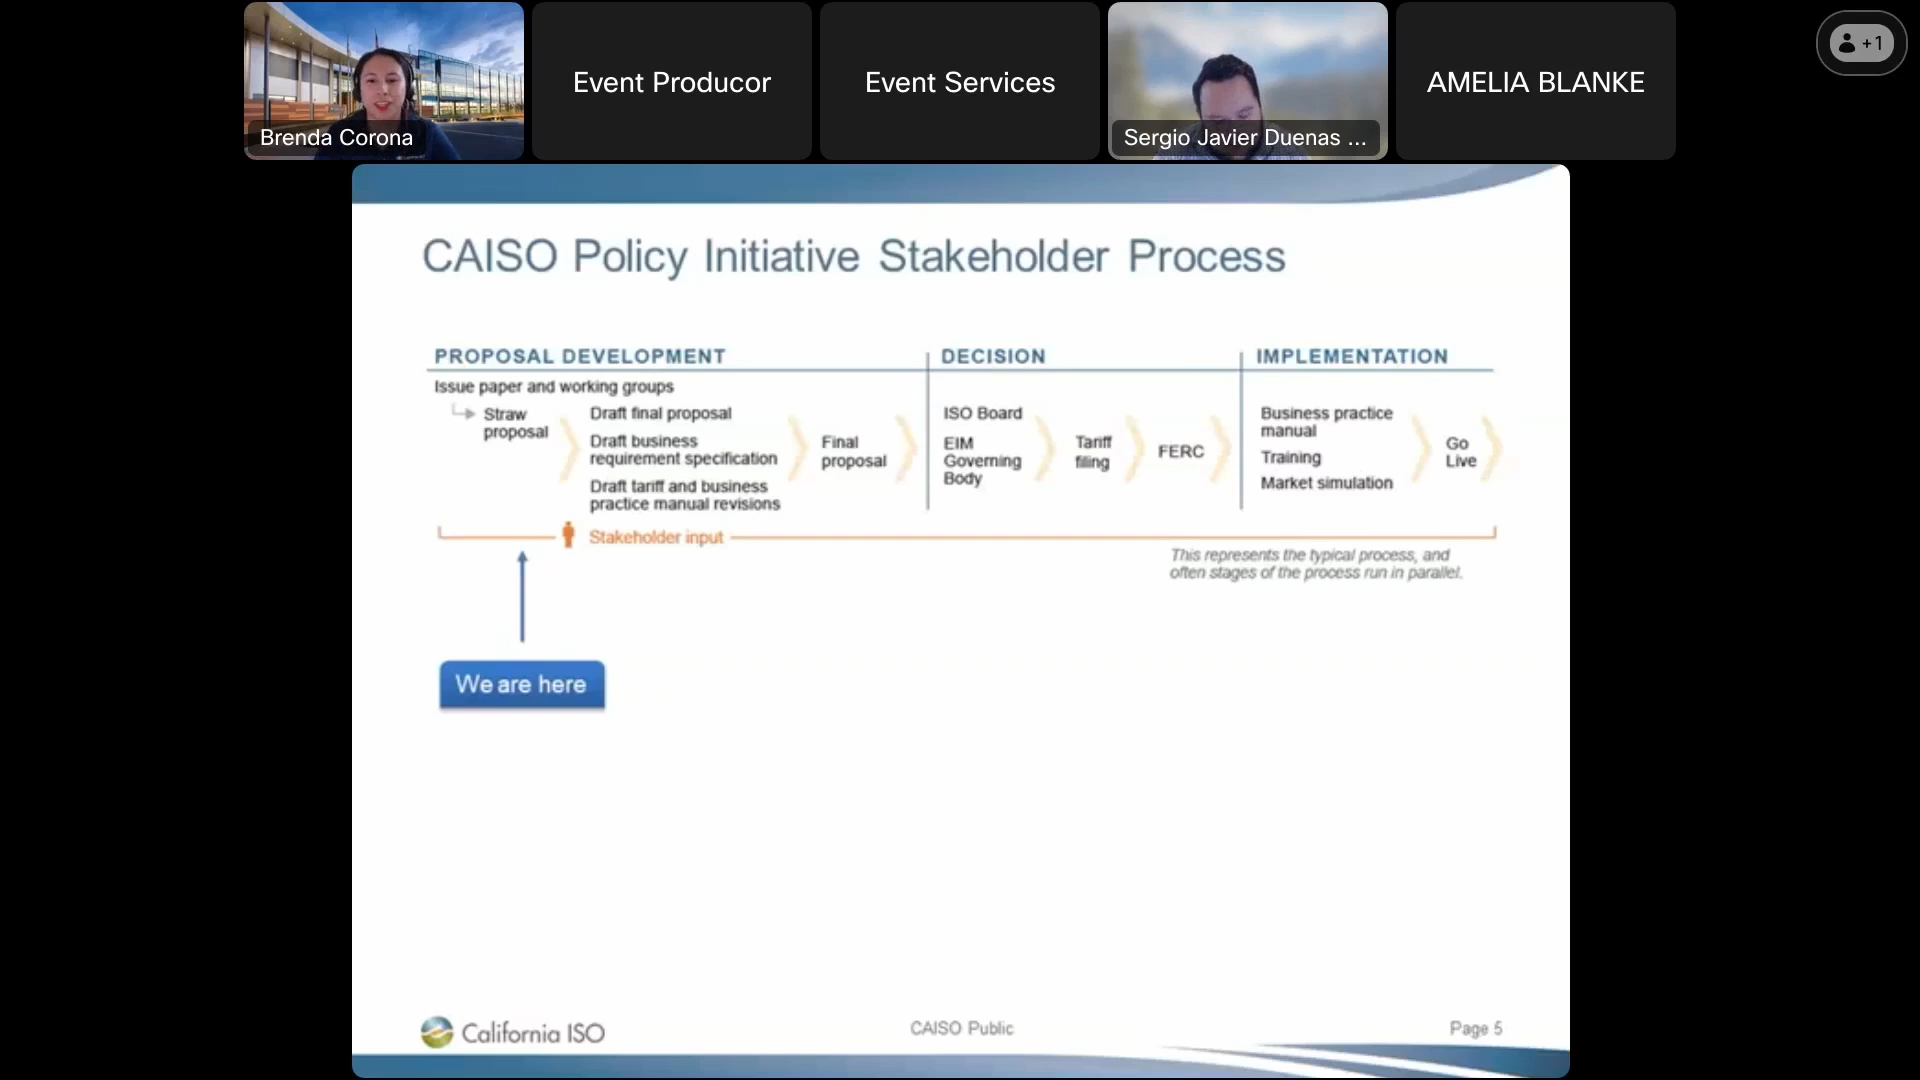 Brenda Corona
Event Producor
Event Services
Sergio Javier Duenas ...
AMELIA BLANKE
+1
CAISO Policy Initiative Stakeholder Process
PROPOSAL DEVELOPMENT
Issue paper and working groups
Straw
proposal
Draft final proposal
Draft business
requirement specification
Draft tariff and business
practice manual revisions
Final
proposal
DECISION
ISO Board
EIM
Governing
Body
Tariff
filing
FERC
IMPLEMENTATION
Business practice
manual
Training
Market simulation
Go
Live
Stakeholder input
This represents the typical process, and
often stages of the process run in parallel.
We are here
California ISO
CAISO Public
Page 5